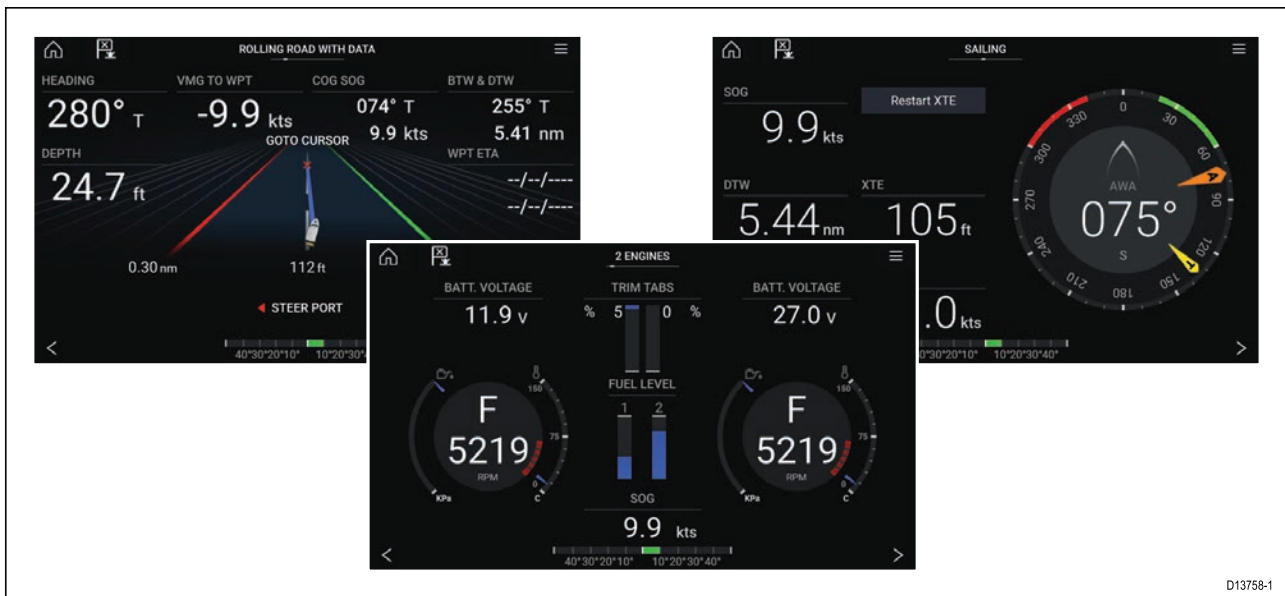 ROLLING ROAD WITH DATA
HEADING
280° T
VMG TO WPT
-9.9 kts
COG SOG
074° T
9.9 kts
BTW & DTW
255° T
5.41 nm
GOTO CURSOR
DEPTH
24.7 ft
WPT ETA
--/--/----
--/--/----
0.30 nm
112 ft
STEER PORT
40°30°20°10° 10°20°30°4
SAILING
SOG
9.9 kts
Restart XTE
DTW
5.44 nm
XTE
105 ft
.0 kts
0 30 60 90 120 150 180 210 240 270 300 330
A
T
AWA
075°
S
0°30°20°10° 10°20°30°40°
2 ENGINES
BATT. VOLTAGE
11.9 v
TRIM TABS
% 5 0 %
BATT. VOLTAGE
27.0 v
FUEL LEVEL
1 2
F
5219
RPM
150
75
0
KPa C
F
5219
RPM
150
75
0
KPa C
SOG
9.9 kts
40°30°20°10° 10°20°30°40°
D13758-1